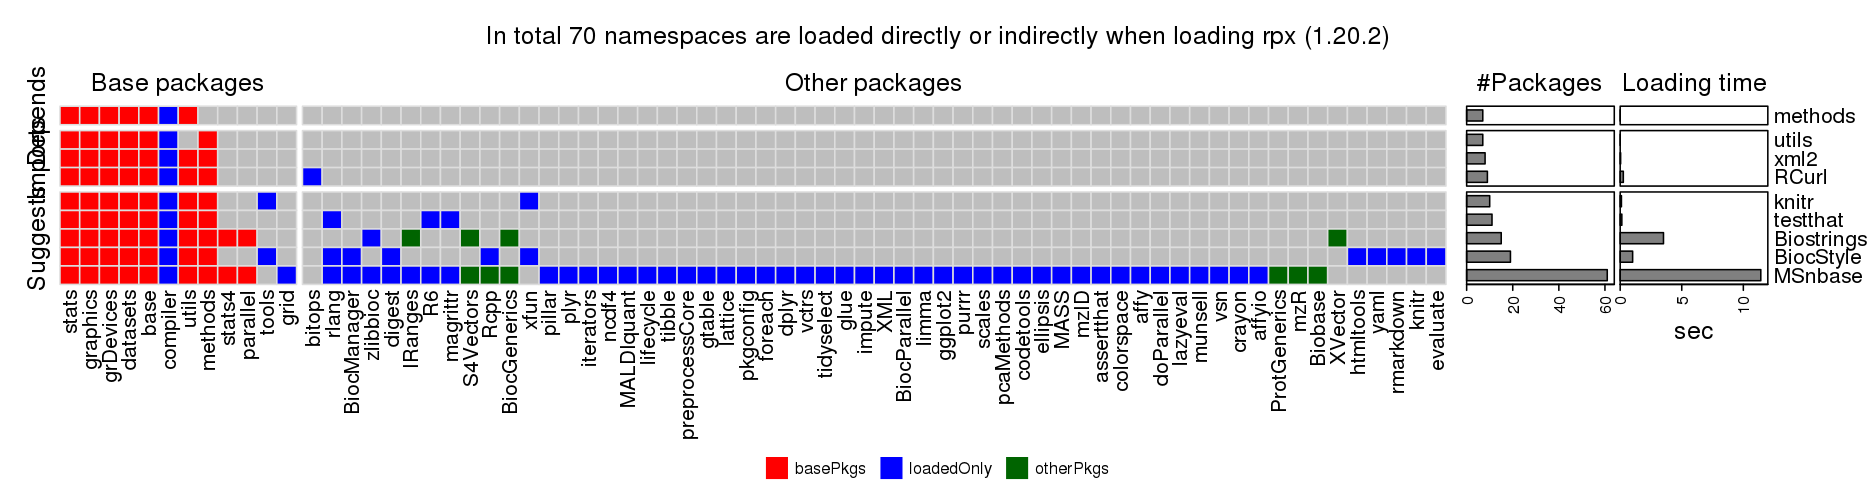 In total 70 namespaces are loaded directly or indirectly when loading rpx (1.20.2)
Base packages
Other packages
#Packages
Loading time
Depends
Imports
Suggests
methods
utils
xml2
RCurl
knitr
testthat
Biostrings
BiocStyle
MSnbase
stats
graphics
grDevices
datasets
base
compiler
utils
methods
stats4
parallel
tools
grid
bitops
rlang
BiocManager
zlibbioc
digest
IRanges
R6
magrittr
S4Vectors
Rcpp
BiocGenerics
xfun
pillar
plyr
iterators
ncdf4
MALDIquant
lifecycle
tibble
preprocessCore
gtable
lattice
pkgconfig
foreach
dplyr
vctrs
tidyselect
glue
impute
XML
BiocParallel
limma
ggplot2
purrr
scales
pcaMethods
codetools
ellipsis
MASS
mzID
assertthat
colorspace
affy
doParallel
lazyeval
munsell
vsn
crayon
affyio
ProtGenerics
mzR
Biobase
XVector
htmltools
yaml
rmarkdown
knitr
evaluate
0
20
40
60
0
5
10
sec
basePkgs
loadedOnly
otherPkgs